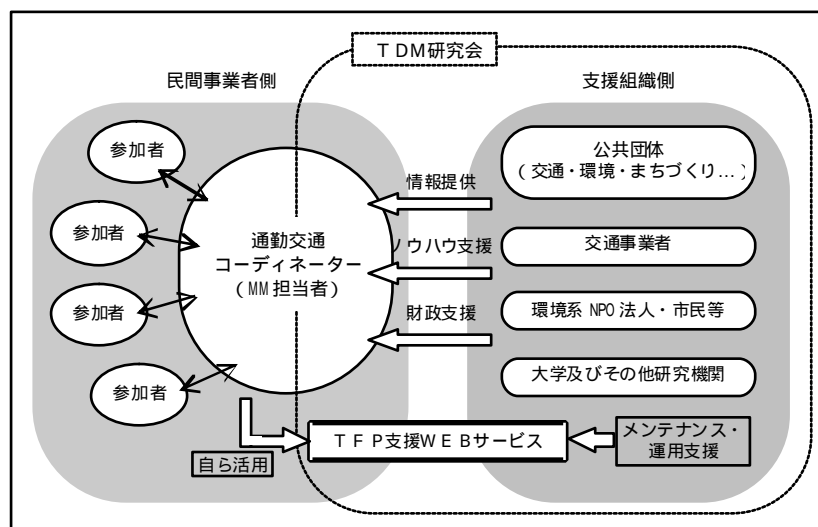 TDM研究会
民間事業者側
支援組織側
参加者
参加者
参加者
参加者
通勤交通
コーディネーター
(MM担当者)
情報提供
ノウハウ支援
財政支援
公共団体
(交通・環境・まちづくり…)
交通事業者
環境系 NPO 法人・市民等
大学及びその他研究機関
自ら活用
TFP支援WEBサービス
メンテナンス・
運用支援